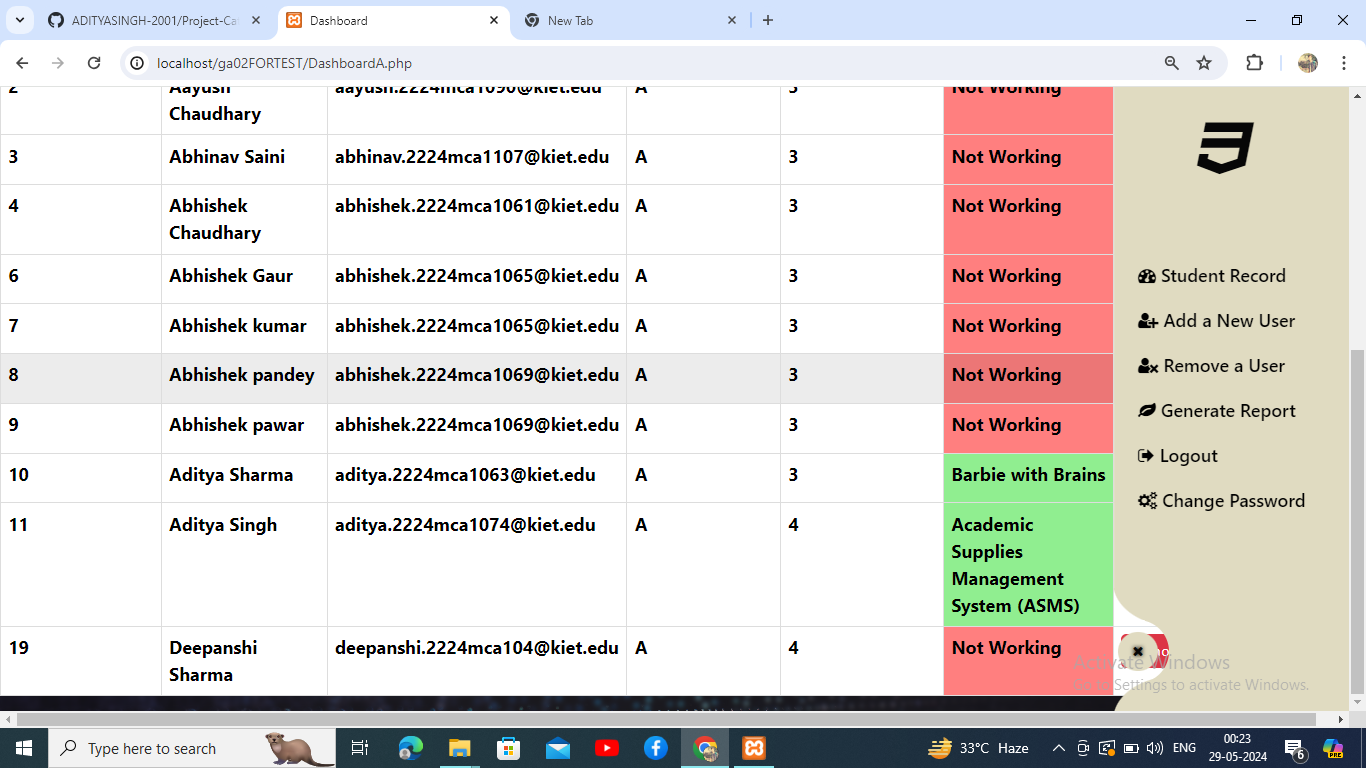 ADITYASINGH-2001/Project-Ca
Dashboard
New Tab
localhost/ga02FORTEST/DashboardA.php
2 Aayush Chaudhary aayush.2224mca1090@kiet.edu A 3 Not Working
3 Abhinav Saini abhinav.2224mca1107@kiet.edu A 3 Not Working
4 Abhishek Chaudhary abhishek.2224mca1061@kiet.edu A 3 Not Working
6 Abhishek Gaur abhishek.2224mca1065@kiet.edu A 3 Not Working
7 Abhishek kumar abhishek.2224mca1065@kiet.edu A 3 Not Working
8 Abhishek pandey abhishek.2224mca1069@kiet.edu A 3 Not Working
9 Abhishek pawar abhishek.2224mca1069@kiet.edu A 3 Not Working
10 Aditya Sharma aditya.2224mca1063@kiet.edu A 3 Barbie with Brains
11 Aditya Singh aditya.2224mca1074@kiet.edu A 4 Academic
Supplies
Management
System (ASMS)
19 Deepanshi Sharma deepanshi.2224mca104@kiet.edu A 4 Not Working
Student Record
Add a New User
Remove a User
Generate Report
Logout
Change Password
Activate Windows
Go to Settings to activate Windows.
Type here to search
33°C Haze
ENG
00:23
29-05-2024
6
PRE